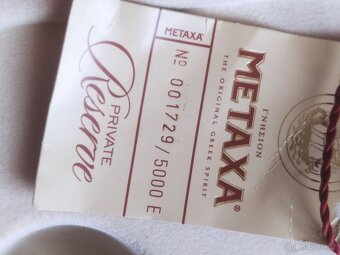 ΓΝΗΣΙΟΝ
METAXA®
THE ORIGINAL GREEK SPIRIT
METAXA®
Nº 001729/5000 E
PRIVATE
Reserve